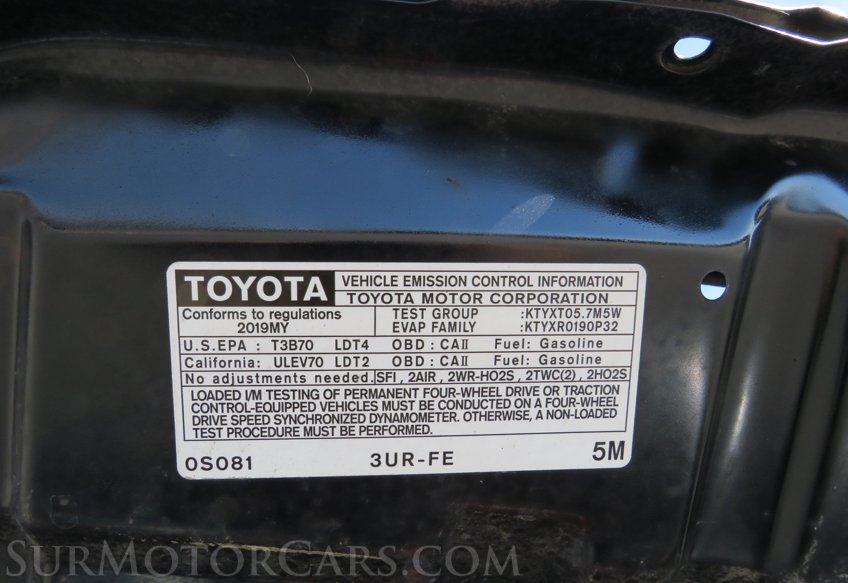 TOYOTA VEHICLE EMISSION CONTROL INFORMATION
TOYOTA MOTOR CORPORATION
Conforms to regulations TEST GROUP :KTYXT05.7M5W
2019MY EVAP FAMILY :KTYXR0190P32
U.S.EPA : T3B70 LDT4 OBD : CAII Fuel: Gasoline
California: ULEV70 LDT2 OBD : CAII Fuel: Gasoline
No adjustments needed. SFI , 2AIR , 2WR-HO2S , 2TWC(2) , 2HO2S
LOADED I/M TESTING OF PERMANENT FOUR-WHEEL DRIVE OR TRACTION
CONTROL-EQUIPPED VEHICLES MUST BE CONDUCTED ON A FOUR-WHEEL
DRIVE SPEED SYNCHRONIZED DYNAMOMETER. OTHERWISE, A NON-LOADED
TEST PROCEDURE MUST BE PERFORMED.
0S081 3UR-FE 5M
SURMOTORCARS.COM